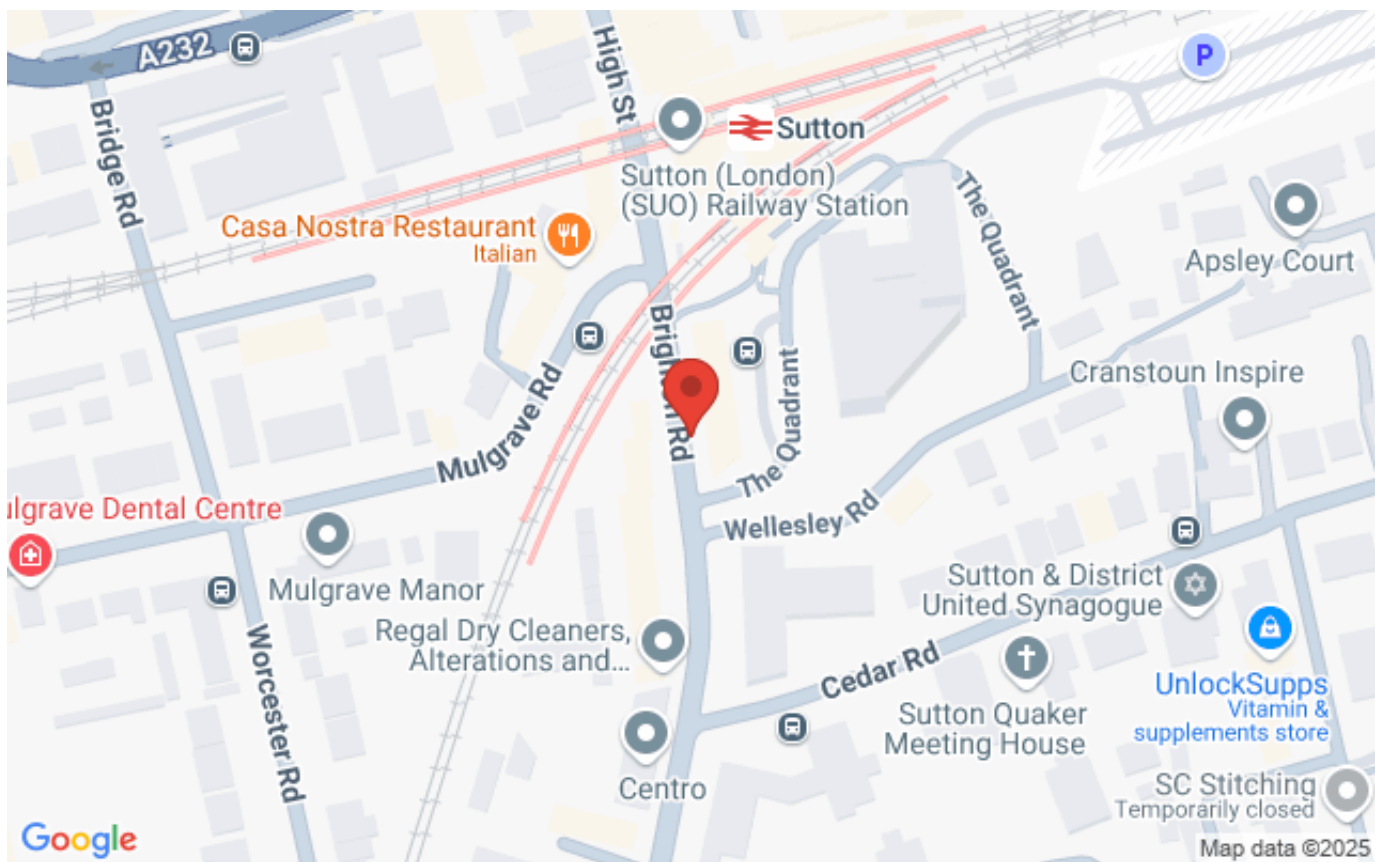 A232
High St
P
Bridge Rd
Sutton
Sutton (London)
(SUO) Railway Station
The Quadrant
Casa Nostra Restaurant
Italian
Apsley Court
Brighton Rd
Cranstoun Inspire
Mulgrave Rd
The Quadrant
ulgrave Dental Centre
Wellesley Rd
Mulgrave Manor
Sutton & District
United Synagogue
Regal Dry Cleaners,
Alterations and...
Worcester Rd
Cedar Rd
UnlockSupps
Vitamin &
supplements store
Sutton Quaker
Meeting House
Centro
SC Stitching
Temporarily closed
Google
Map data ©2025